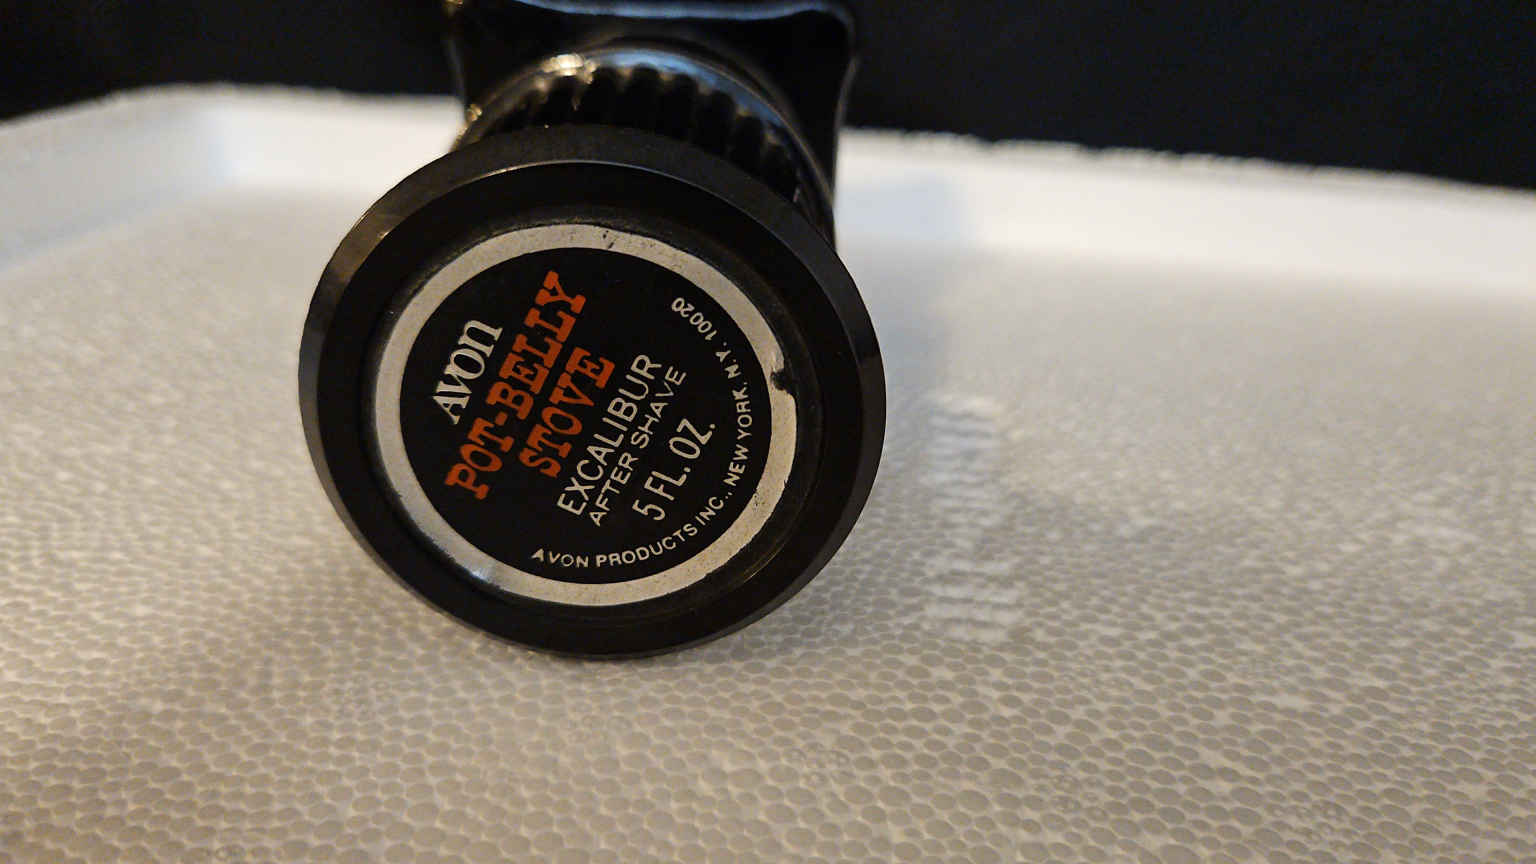 AVON
POT-BELLY
STOVE
EXCALIBUR
AFTER SHAVE
5 FL. OZ.
AVON PRODUCTS INC., NEW YORK, N.Y. 10020